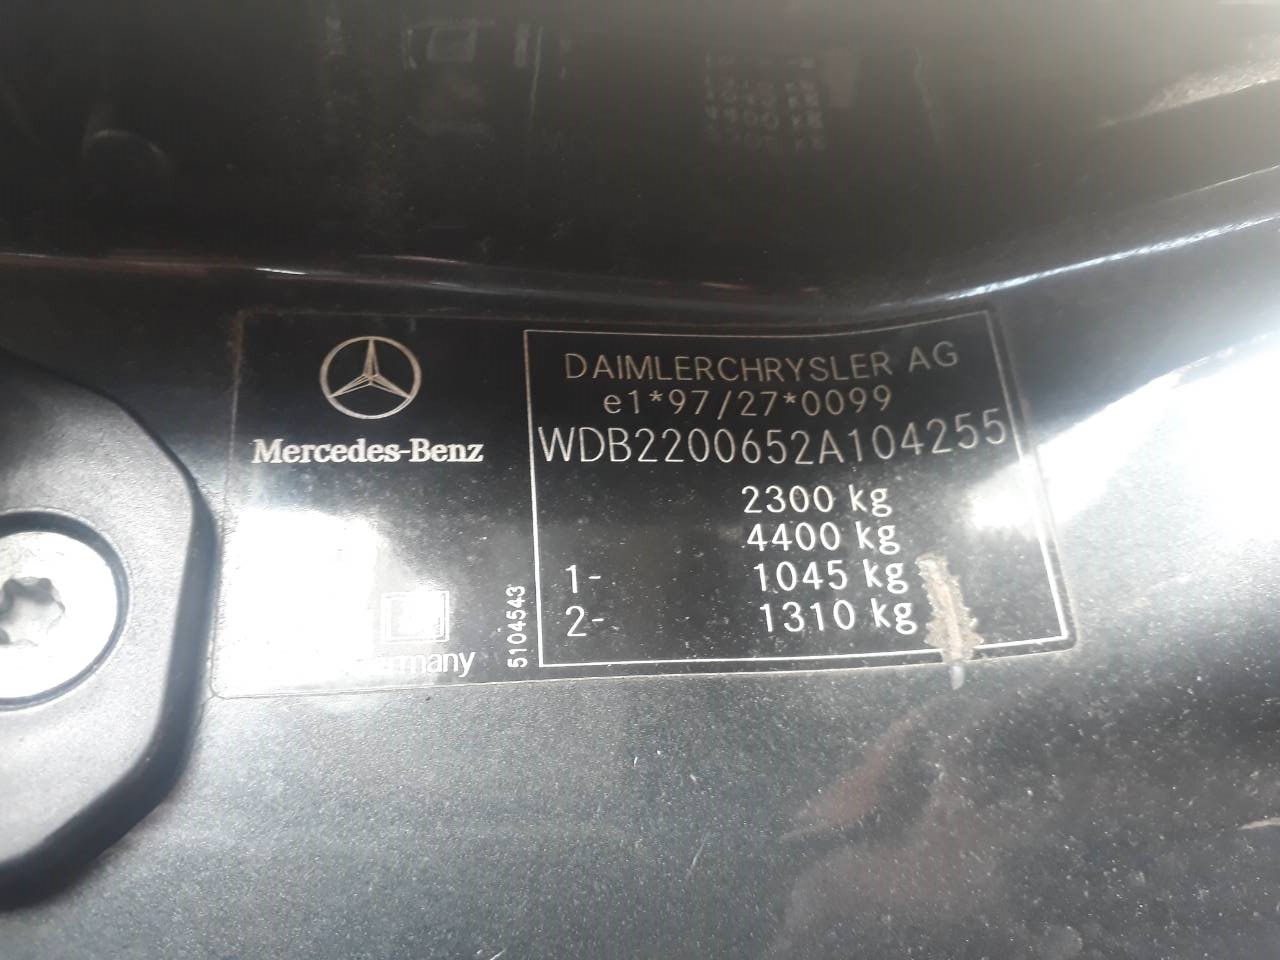 Mercedes-Benz
DAIMLERCHRYSLER AG
e1*97/27*0099
WDB2200652A104255
2300 kg
4400 kg
1- 1045 kg
2- 1310 kg
5104543